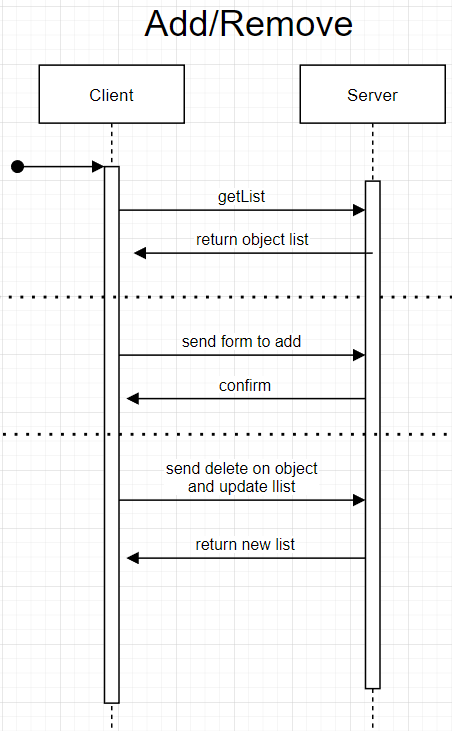 Add/Remove
Client
Server
getList
return object list
send form to add
confirm
send delete on object
and update llist
return new list